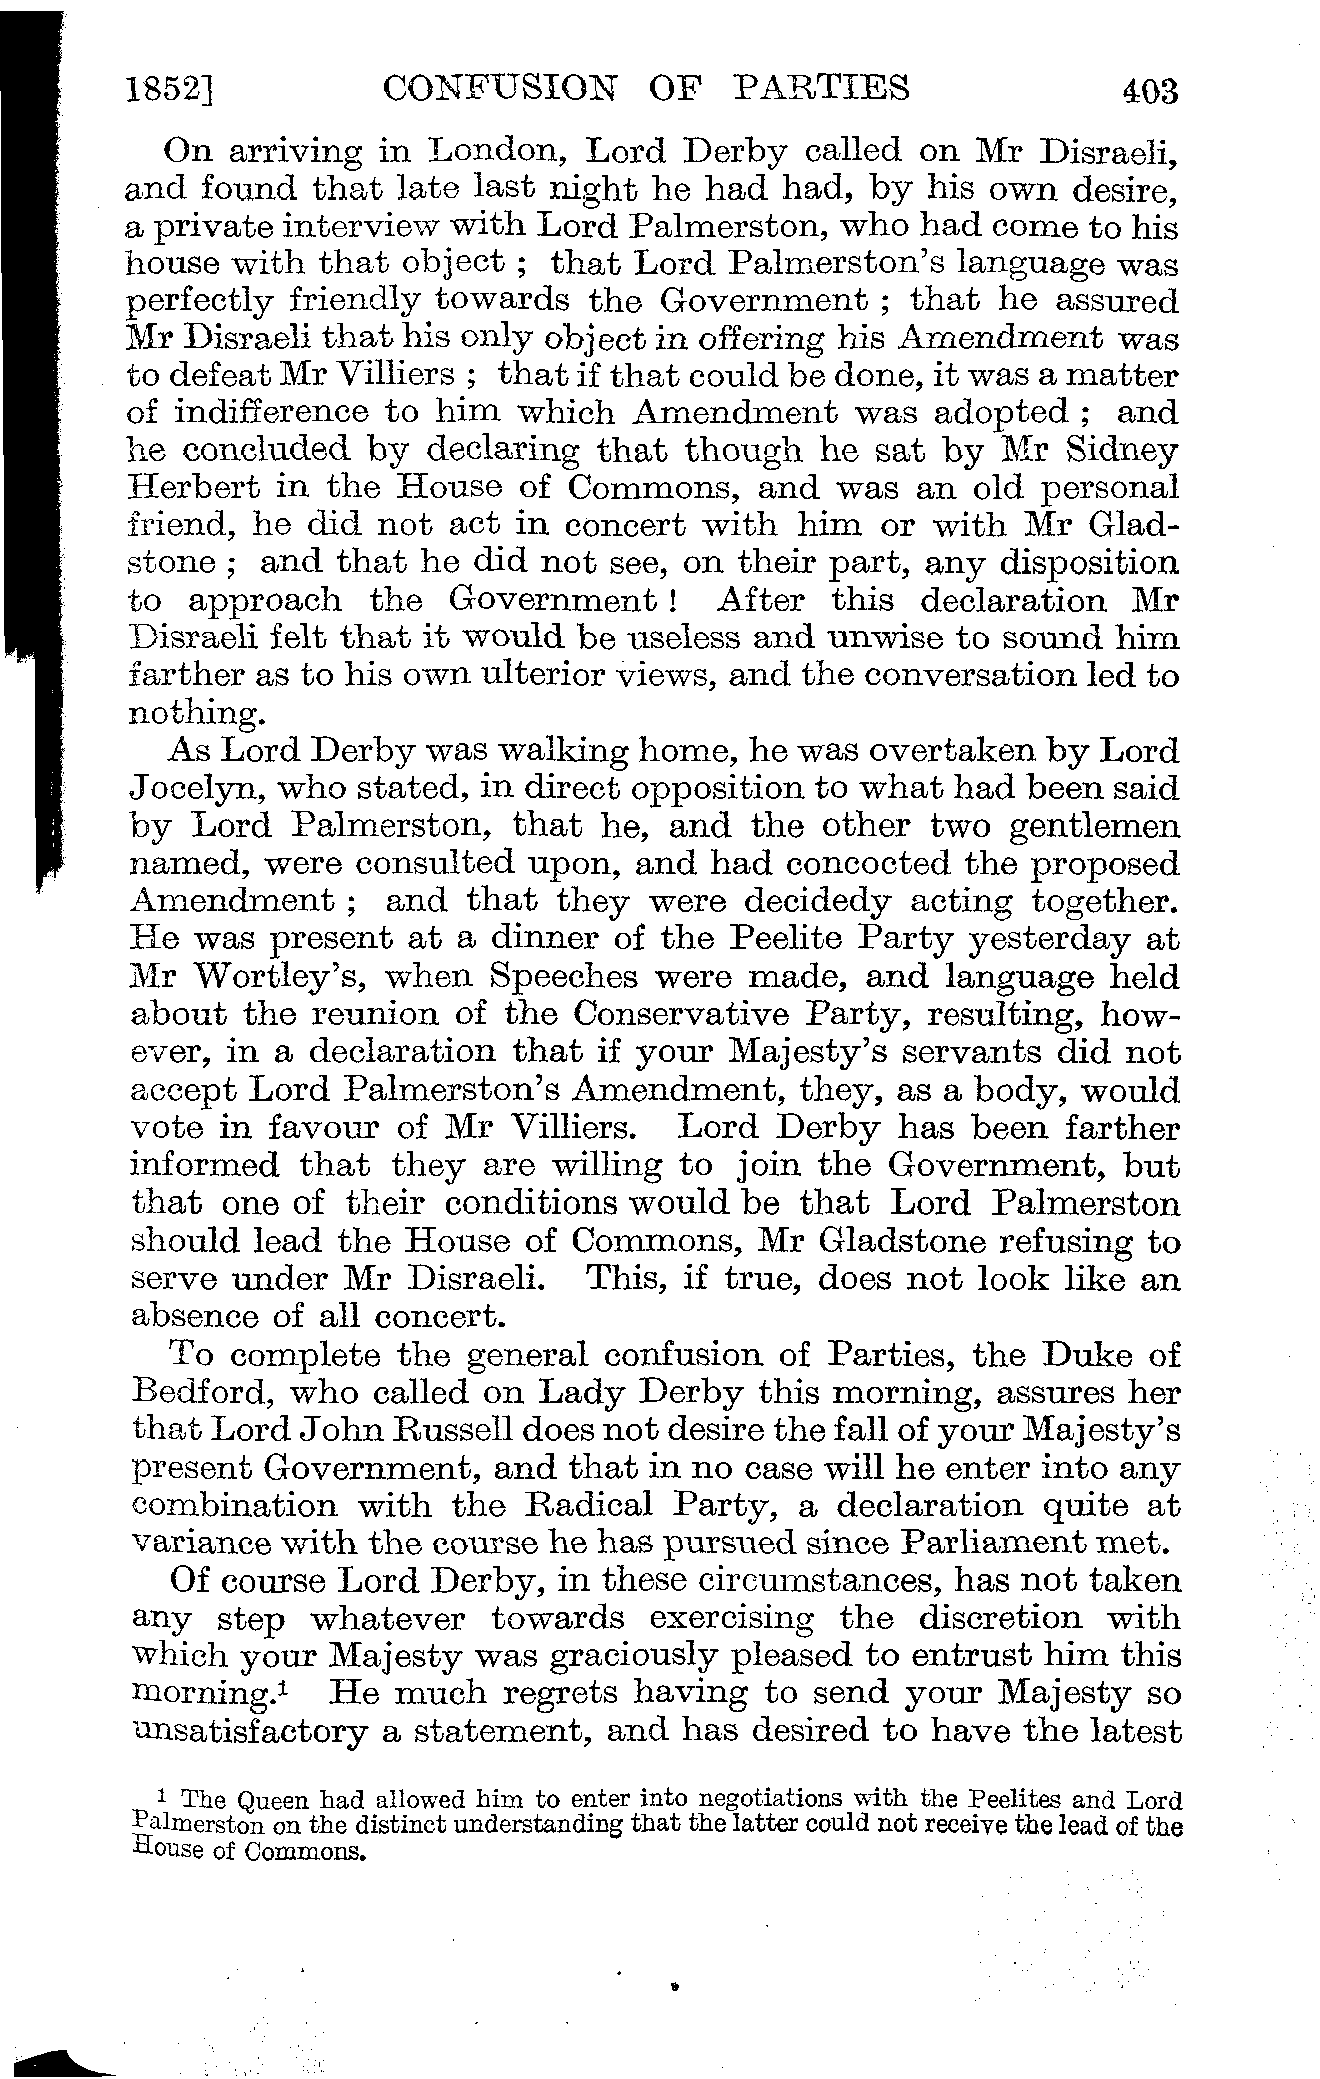 1852] CONFUSION OF PARTIES 403
On arriving in London, Lord Derby called on Mr Disraeli,
and found that late last night he had had, by his own desire,
a private interview with Lord Palmerston, who had come to his
house with that object ; that Lord Palmerston's language was
perfectly friendly towards the Government ; that he assured
Mr Disraeli that his only object in offering his Amendment was
to defeat Mr Villiers ; that if that could be done, it was a matter
of indifference to him which Amendment was adopted ; and
he concluded by declaring that though he sat by Mr Sidney
Herbert in the House of Commons, and was an old personal
friend, he did not act in concert with him or with Mr Glad-
stone ; and that he did not see, on their part, any disposition
to approach the Government ! After this declaration Mr
Disraeli felt that it would be useless and unwise to sound him
farther as to his own ulterior views, and the conversation led to
nothing.
As Lord Derby was walking home, he was overtaken by Lord
Jocelyn, who stated, in direct opposition to what had been said
by Lord Palmerston, that he, and the other two gentlemen
named, were consulted upon, and had concocted the proposed
Amendment ; and that they were decidedy acting together.
He was present at a dinner of the Peelite Party yesterday at
Mr Wortley's, when Speeches were made, and language held
about the reunion of the Conservative Party, resulting, how-
ever, in a declaration that if your Majesty's servants did not
accept Lord Palmerston's Amendment, they, as a body, would
vote in favour of Mr Villiers. Lord Derby has been farther
informed that they are willing to join the Government, but
that one of their conditions would be that Lord Palmerston
should lead the House of Commons, Mr Gladstone refusing to
serve under Mr Disraeli. This, if true, does not look like an
absence of all concert.
To complete the general confusion of Parties, the Duke of
Bedford, who called on Lady Derby this morning, assures her
that Lord John Russell does not desire the fall of your Majesty's
present Government, and that in no case will he enter into any
combination with the Radical Party, a declaration quite at
variance with the course he has pursued since Parliament met.
Of course Lord Derby, in these circumstances, has not taken
any step whatever towards exercising the discretion with
which your Majesty was graciously pleased to entrust him this
morning.¹ He much regrets having to send your Majesty so
unsatisfactory a statement, and has desired to have the latest
¹ The Queen had allowed him to enter into negotiations with the Peelites and Lord
Palmerston on the distinct understanding that the latter could not receive the lead of the
House of Commons.